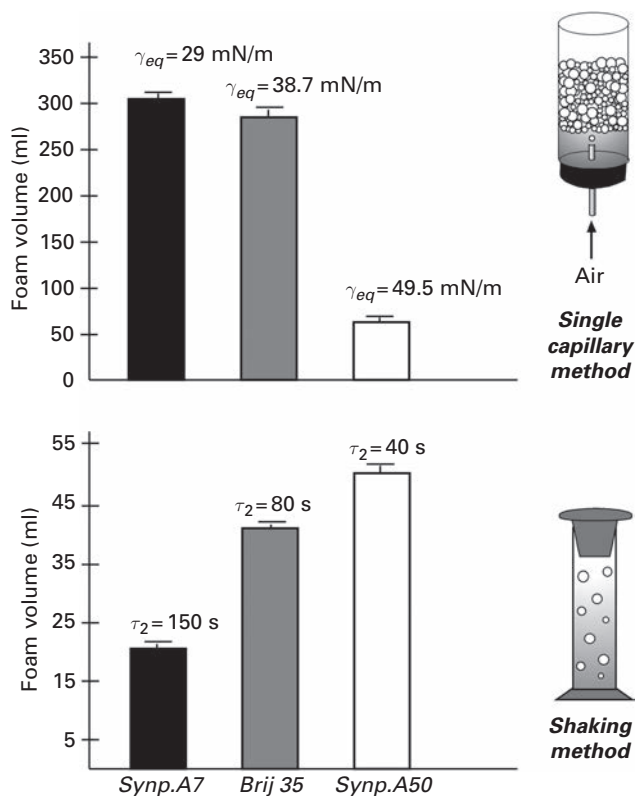 γeq = 29 mN/m
γeq = 38.7 mN/m
350
300
250
200
150
100
50
0
Foam volume (ml)
γeq = 49.5 mN/m
Air
Single
capillary
method
55
45
35
25
15
5
Foam volume (ml)
τ2 = 40 s
τ2 = 80 s
τ2 = 150 s
Synp.A7 Brij 35 Synp.A50
Shaking
method